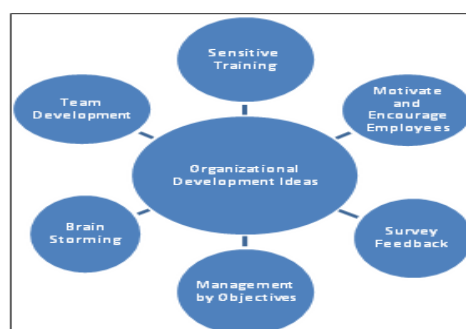 Sensitive
Training
Team
Development
Motivate
and
Encourage
Employees
Organizational
Development Ideas
Brain
Storming
Survey
Feedback
Management
by Objectives